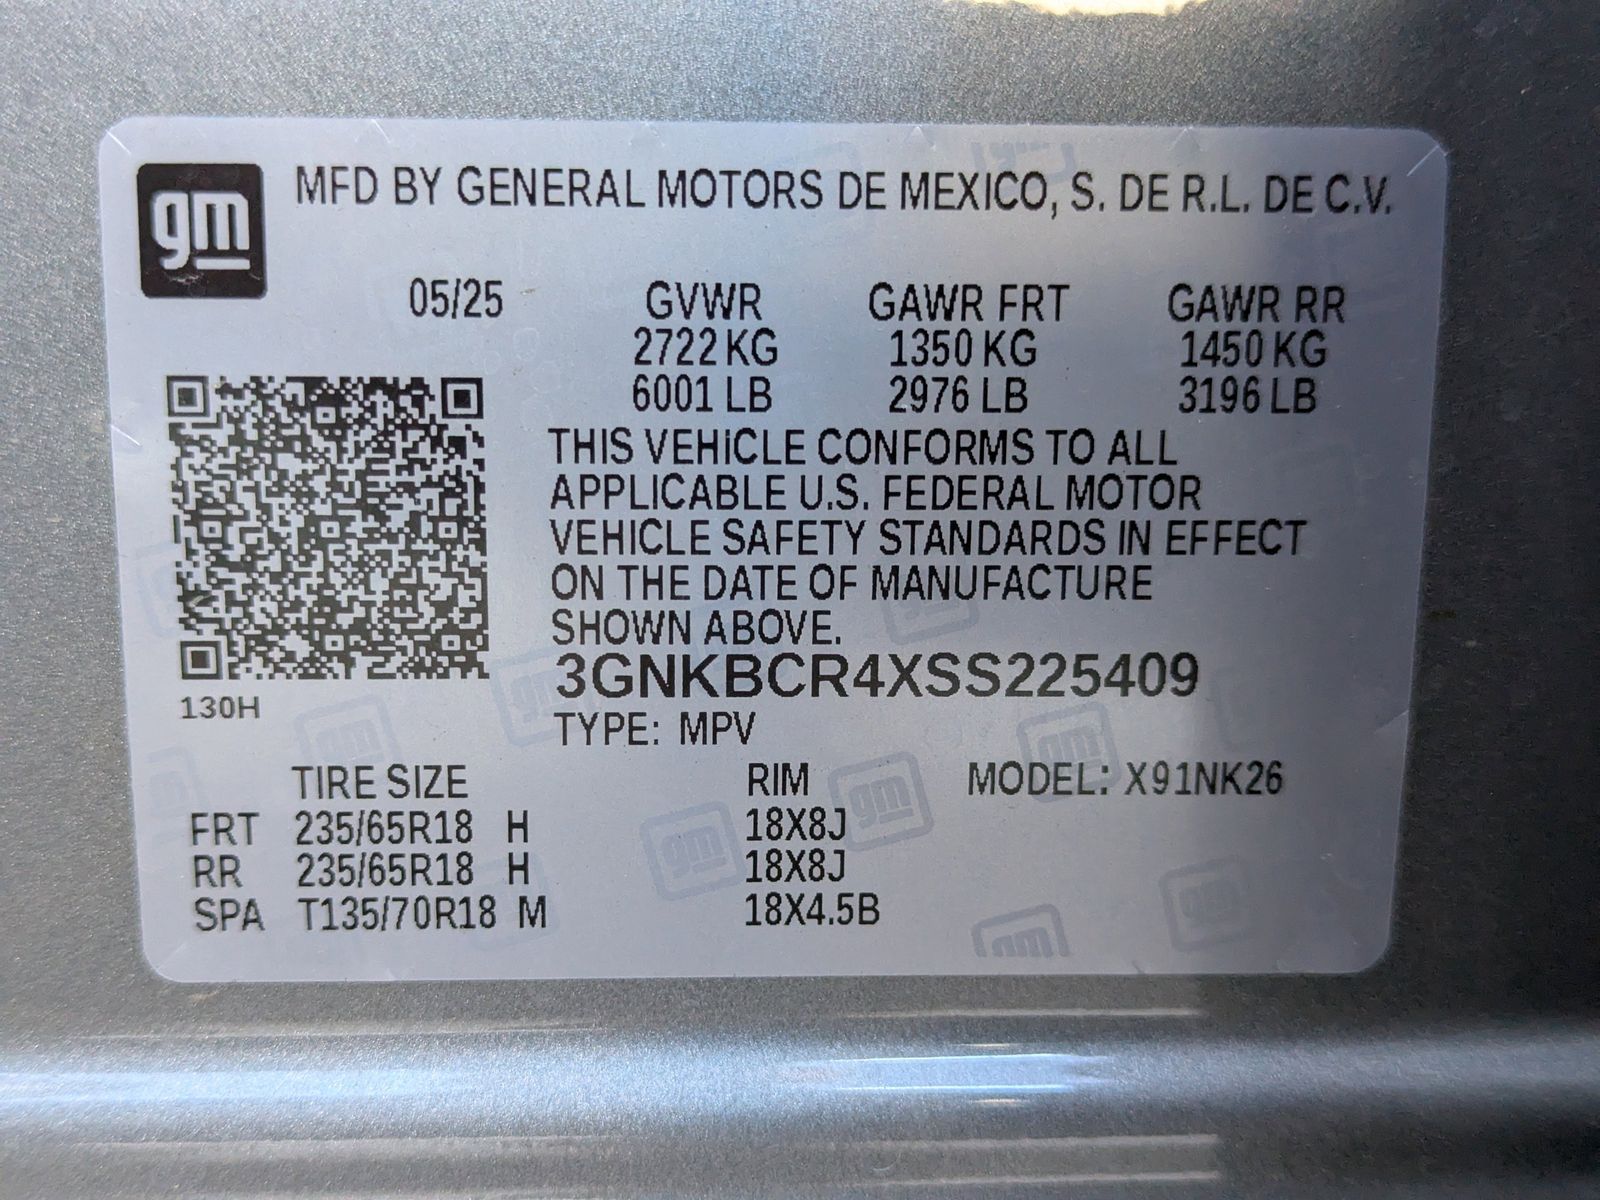 gm
MFD BY GENERAL MOTORS DE MEXICO, S. DE R.L. DE C.V.
05/25 GVWR GAWR FRT GAWR RR
2722 KG 1350 KG 1450 KG
6001 LB 2976 LB 3196 LB
THIS VEHICLE CONFORMS TO ALL
APPLICABLE U.S. FEDERAL MOTOR
VEHICLE SAFETY STANDARDS IN EFFECT
ON THE DATE OF MANUFACTURE
SHOWN ABOVE.
3GNKBCR4XSS225409
130H
TYPE: MPV
TIRE SIZE RIM MODEL: X91NK26
FRT 235/65R18 H 18X8J
RR 235/65R18 H 18X8J
SPA T135/70R18 M 18X4.5B